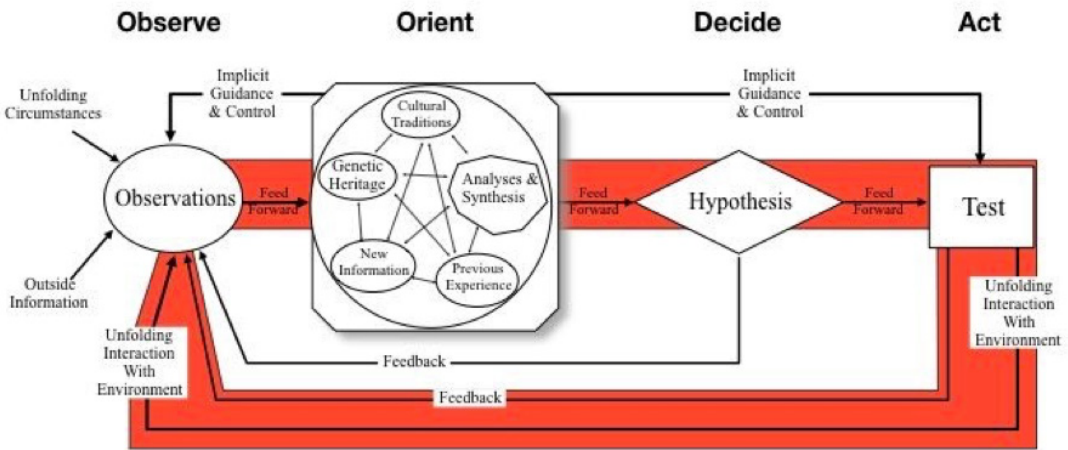 Observe
Orient
Decide
Act
Implicit
Guidance
& Control
Implicit
Guidance
& Control
Unfolding
Circumstances
Cultural
Traditions
Genetic
Heritage
Analyses &
Synthesis
New
Information
Previous
Experience
Observations
Feed
Forward
Feed
Forward
Hypothesis
Feed
Forward
Test
Outside
Information
Unfolding
Interaction
With
Environment
Unfolding
Interaction
With
Environment
Feedback
Feedback